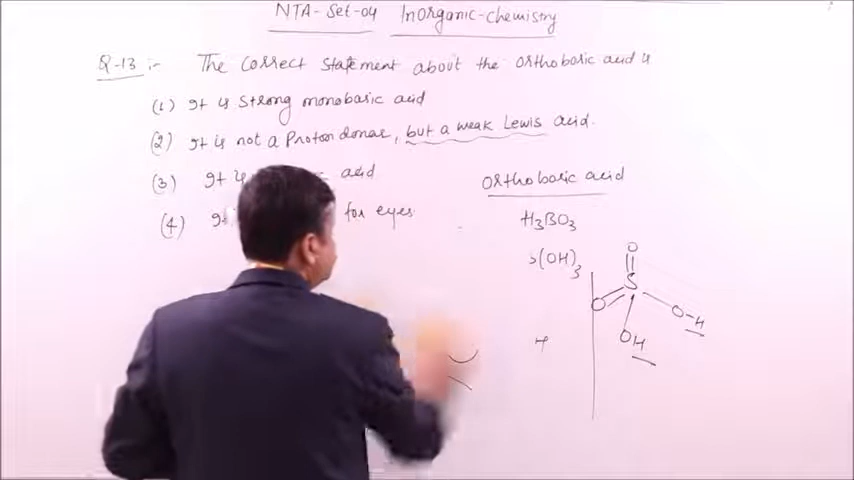 NTA-Set-04 Inorganic-chemistry
Q-13 :- The Correct statement about the orthoboric acid is
(1) It is strong monobasic acid
(2) It is not a Proton donar, but a weak Lewis acid.
(3) It is acid
(4) for eyes.
Orthoboric acid
H3BO3
(OH)3
O
S
O O-H
OH